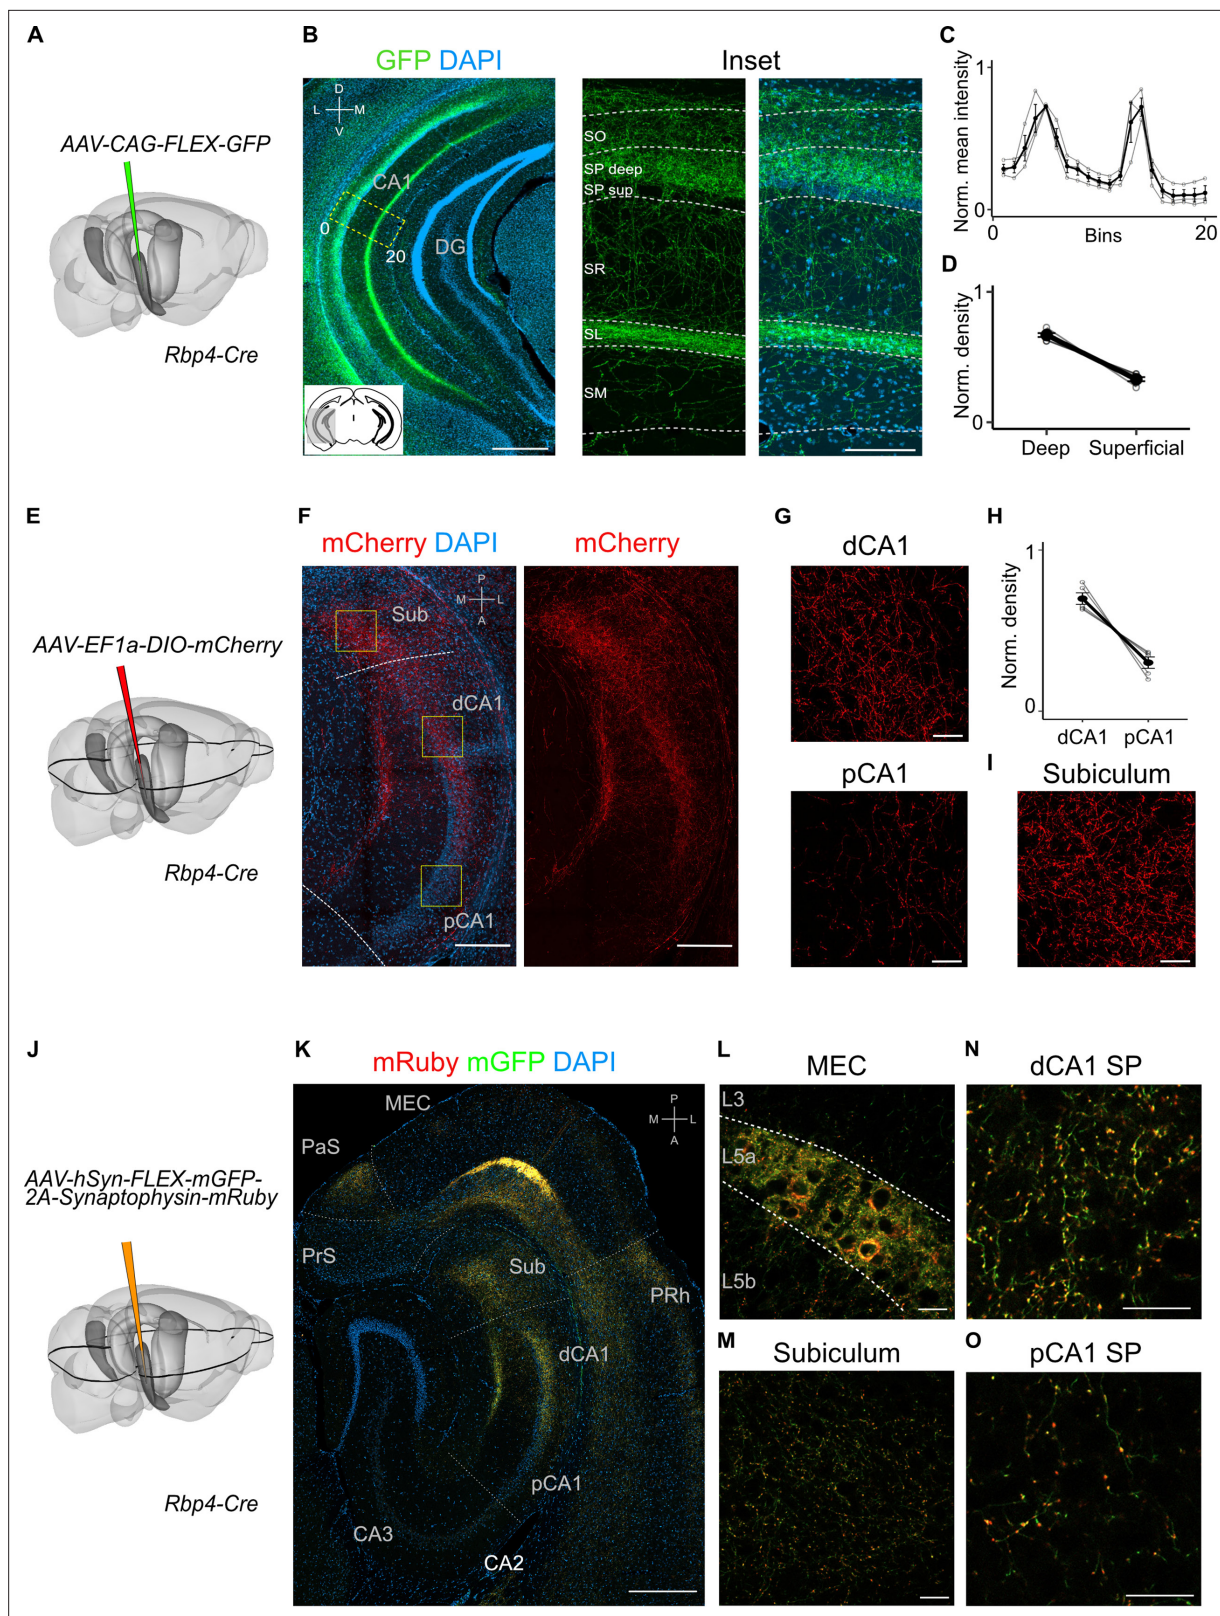 A
AAV-CAG-FLEX-GFP
Rbp4-Cre
B
GFP DAPI
D
L M
V
CA1
0
20
DG
Inset
SO
SP deep
SP sup
SR
SL
SM
C
Norm. mean intensity
1
0
0
20
Bins
D
Norm. density
1
0
Deep Superficial
E
AAV-EF1a-DIO-mCherry
Rbp4-Cre
F
mCherry DAPI
mCherry
P
M L
A
Sub
dCA1
pCA1
G
dCA1
pCA1
H
Norm. density
1
0
dCA1 pCA1
I
Subiculum
J
AAV-hSyn-FLEX-mGFP-
2A-Synaptophysin-mRuby
Rbp4-Cre
K
mRuby mGFP DAPI
MEC
P
M L
A
PaS
PrS
Sub
PRh
dCA1
pCA1
CA3
CA2
L
MEC
L3
L5a
L5b
M
Subiculum
N
dCA1 SP
O
pCA1 SP